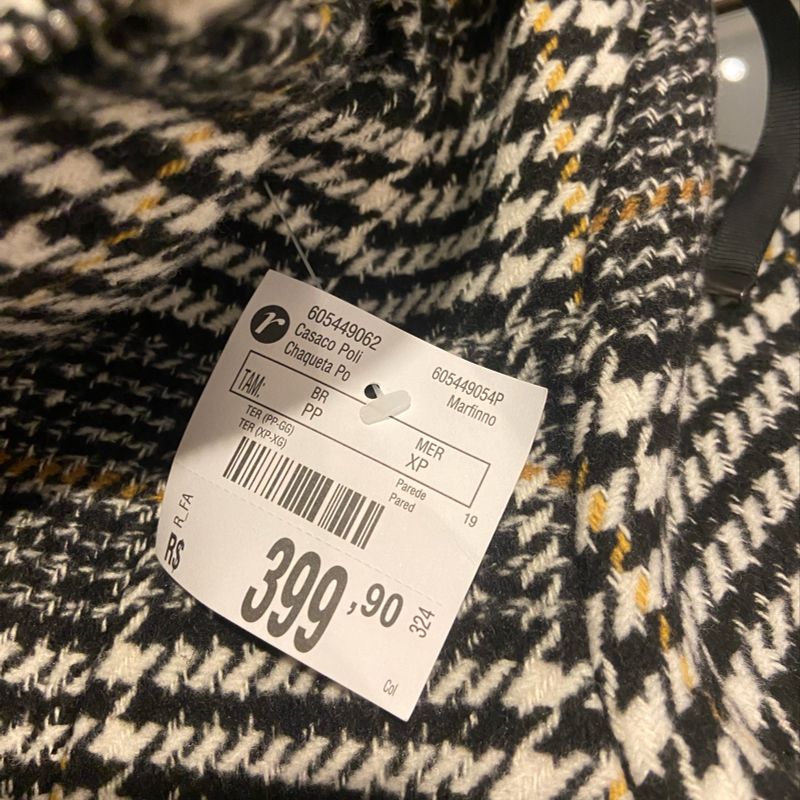 r
605449062
Casaco Poli
Chaqueta Po
605449054P
Marfinno
TAM: BR MER
PP XP
TER (PP-GG) Parede
TER (XP-XG) Pared
19
R_FA
R$ 399,90
324
Col